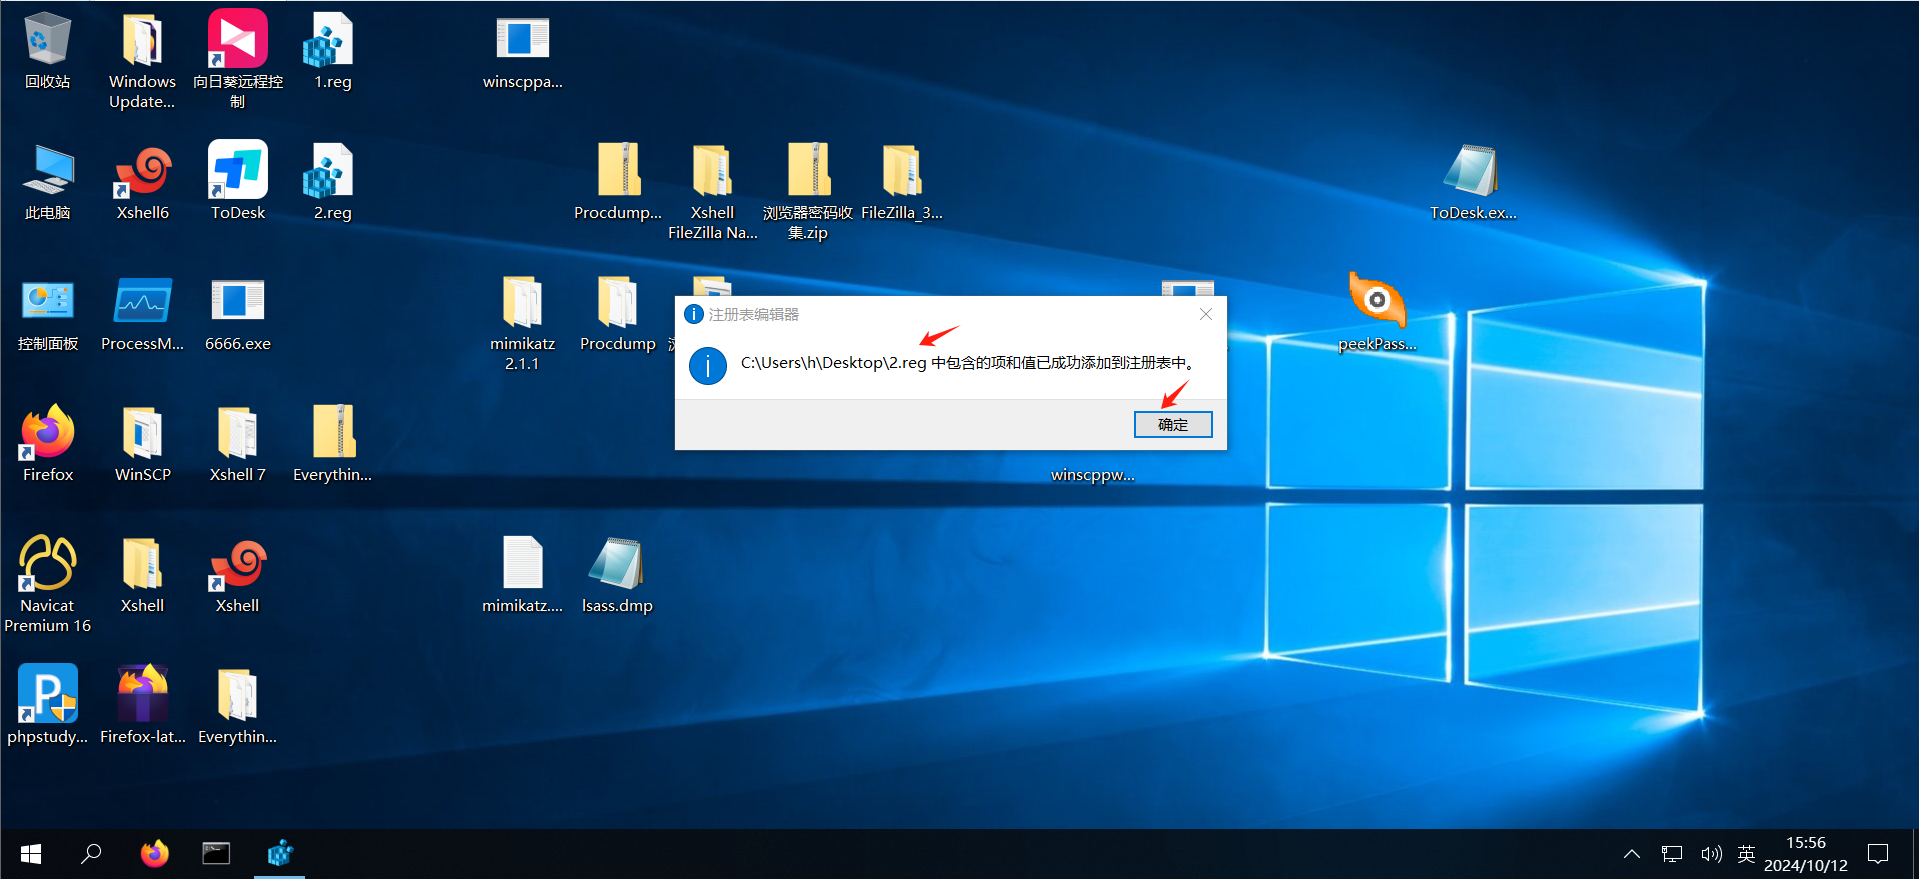 回收站
Windows
Update...
向日葵远程控
制
1.reg
winscppa...
此电脑
Xshell6
ToDesk
2.reg
Procdump...
Xshell
FileZilla Na...
浏览器密码收
集.zip
FileZilla_3...
ToDesk.ex...
控制面板
ProcessM...
6666.exe
mimikatz
2.1.1
Procdump
peekPass...
注册表编辑器
C:\Users\h\Desktop\2.reg 中包含的项和值已成功添加到注册表中。
确定
Firefox
WinSCP
Xshell 7
Everythin...
winscppw...
Navicat
Premium 16
Xshell
Xshell
mimikatz....
lsass.dmp
phpstudy...
Firefox-lat...
Everythin...
英
15:56
2024/10/12